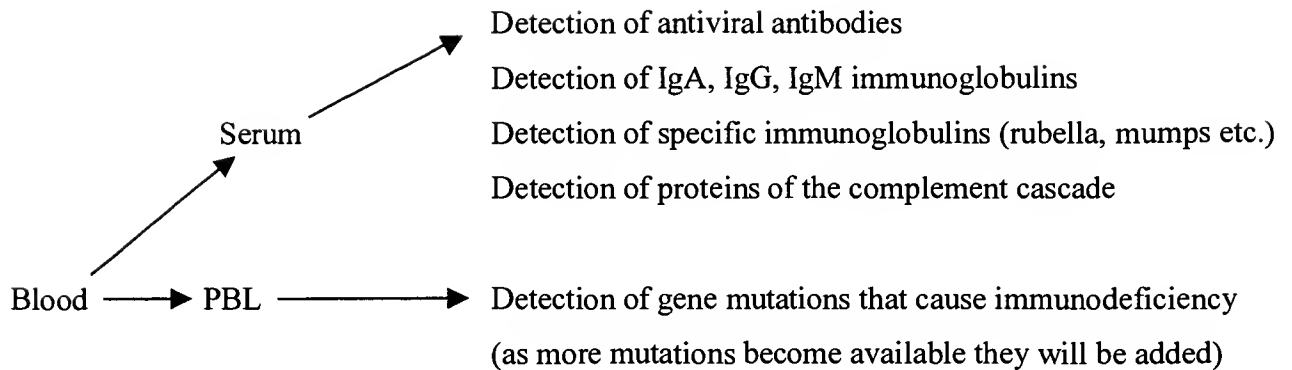 Detection of antiviral antibodies
Detection of IgA, IgG, IgM immunoglobulins
Serum
Detection of specific immunoglobulins (rubella, mumps etc.)
Detection of proteins of the complement cascade
Blood
PBL
Detection of gene mutations that cause immunodeficiency
(as more mutations become available they will be added)